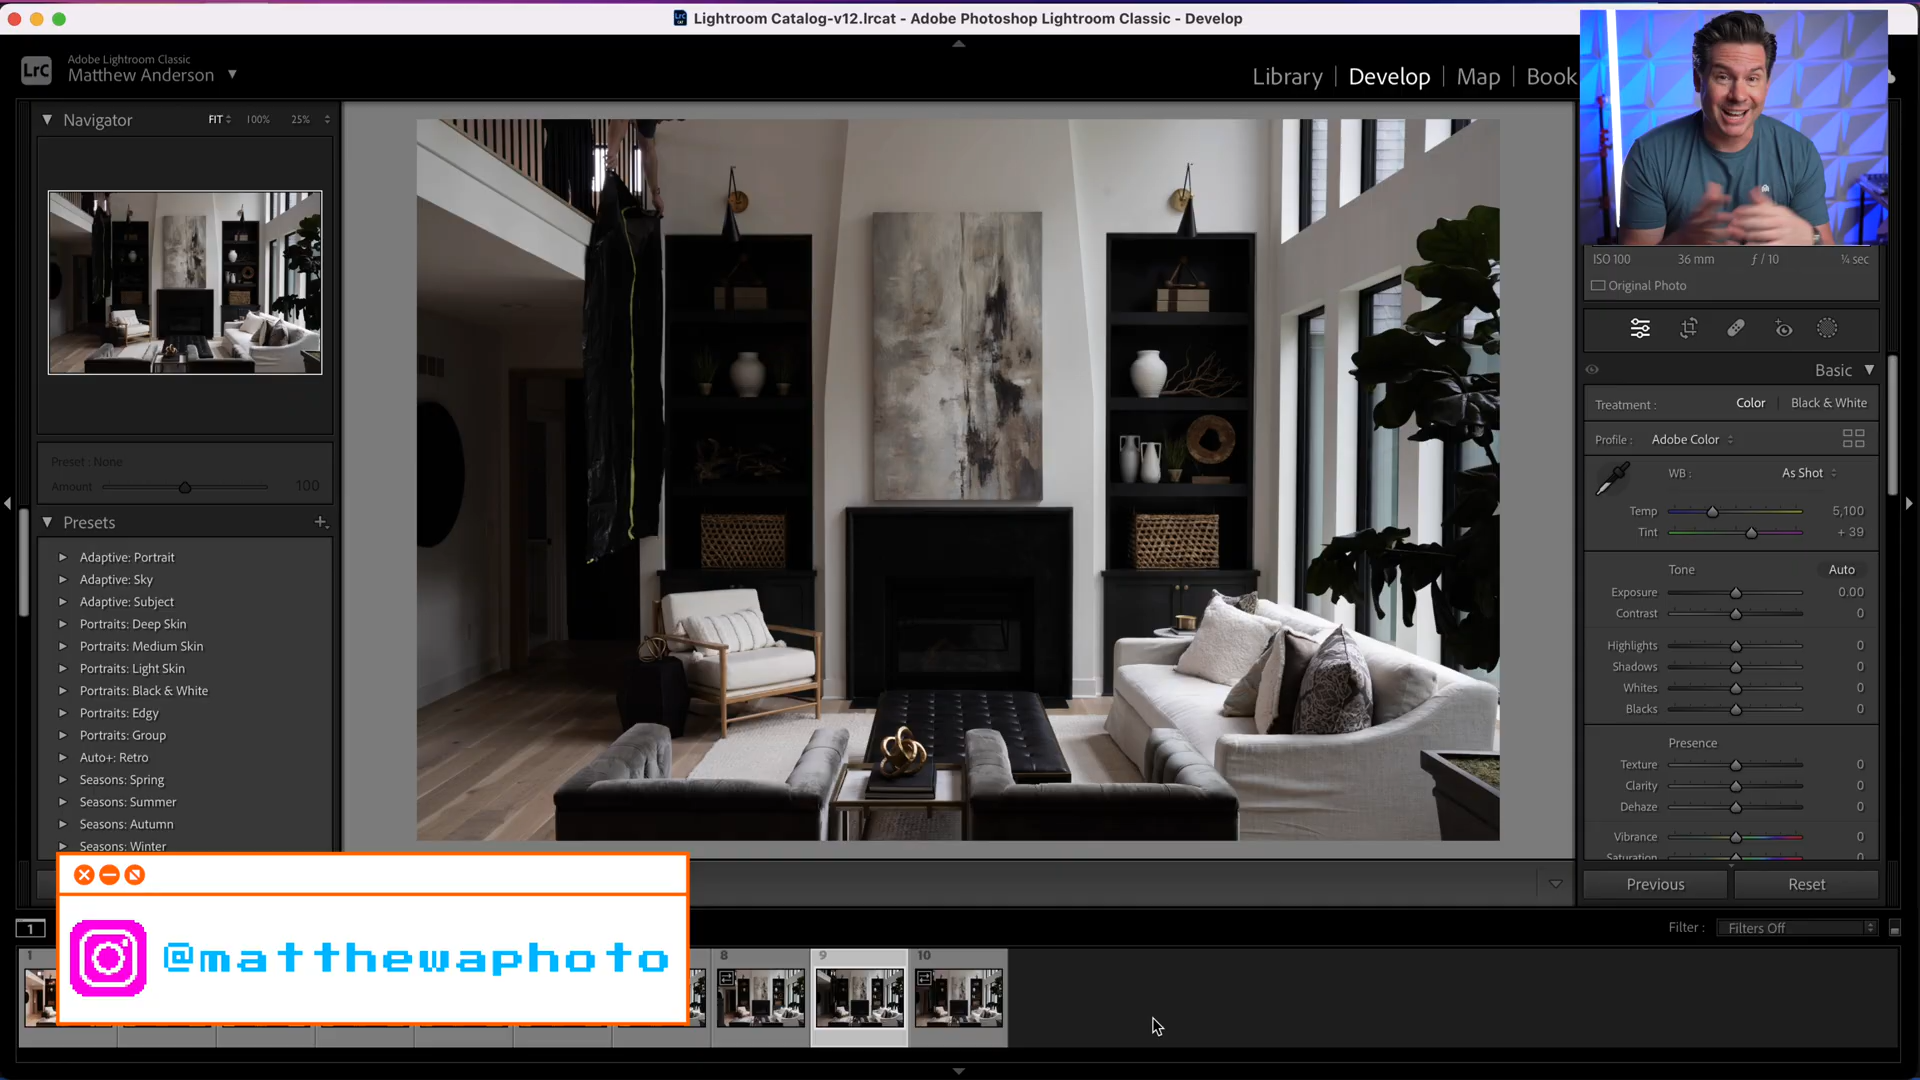 Lightroom Catalog-v12.lrcat - Adobe Photoshop Lightroom Classic - Develop
LrC
Adobe Lightroom Classic
Matthew Anderson
Library | Develop | Map | Book
Navigator
FIT
100%
25%
Preset : None
Amount
100
Presets
Adaptive: Portrait
Adaptive: Sky
Adaptive: Subject
Portraits: Deep Skin
Portraits: Medium Skin
Portraits: Light Skin
Portraits: Black & White
Portraits: Edgy
Portraits: Group
Auto+: Retro
Seasons: Spring
Seasons: Summer
Seasons: Autumn
Seasons: Winter
ISO 100 36 mm ƒ / 10 ¼ sec
Original Photo
Basic
Treatment : Color | Black & White
Profile : Adobe Color
WB : As Shot
Temp 5,100
Tint + 39
Tone Auto
Exposure 0.00
Contrast 0
Highlights 0
Shadows 0
Whites 0
Blacks 0
Presence
Texture 0
Clarity 0
Dehaze 0
Vibrance 0
Saturation 0
Previous Reset
1
Filter : Filters Off
@matthewaphoto
1
8
9
10